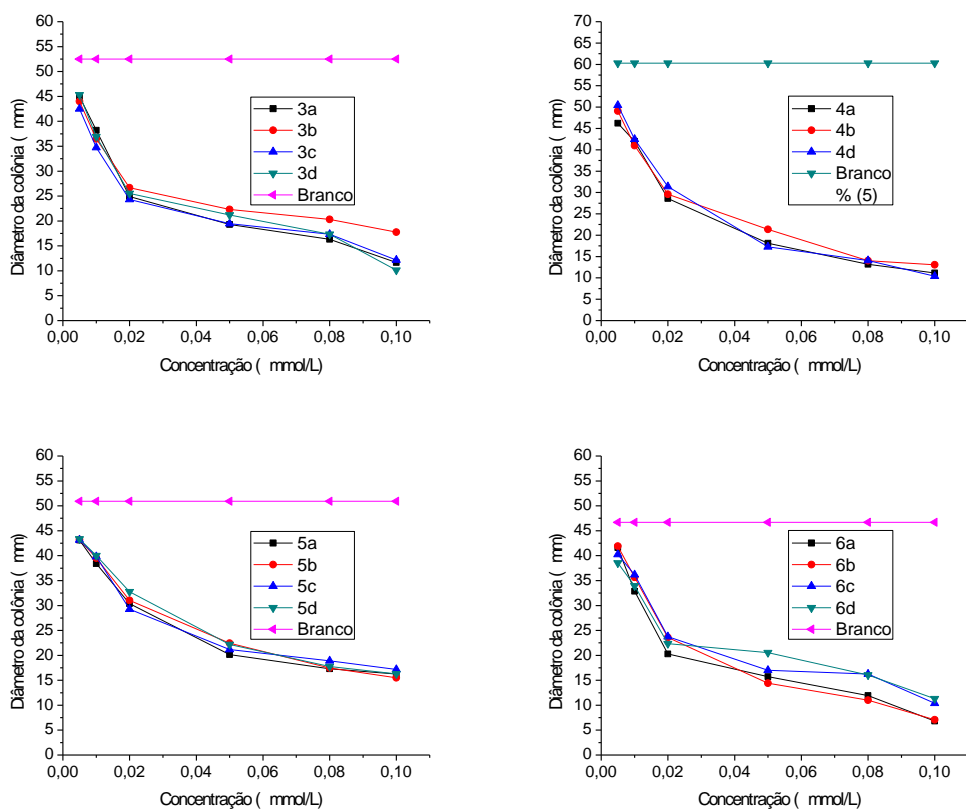 60
55
50
45
40
35
30
25
20
15
10
5
0
Diâmetro da colônia ( mm)
3a
3b
3c
3d
Branco
0,00 0,02 0,04 0,06 0,08 0,10
Concentração ( mmol/L)
70
65
60
55
50
45
40
35
30
25
20
15
10
5
0
Diâmetro da colônia ( mm)
4a
4b
4d
Branco
% (5)
0,00 0,02 0,04 0,06 0,08 0,10
Concentração ( mmol/L)
60
55
50
45
40
35
30
25
20
15
10
5
0
Diâmetro da colônia ( mm)
5a
5b
5c
5d
Branco
0,00 0,02 0,04 0,06 0,08 0,10
Concentração ( mmol/L)
60
55
50
45
40
35
30
25
20
15
10
5
0
Diâmetro da colônia ( mm)
6a
6b
6c
6d
Branco
0,00 0,02 0,04 0,06 0,08 0,10
Concentração ( mmol/L)